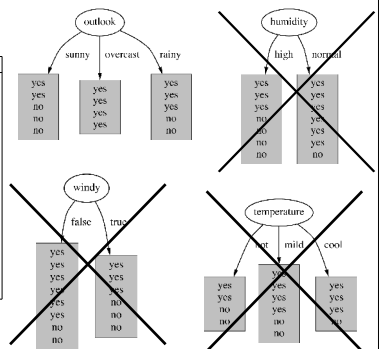 outlook
sunny overcast rainy
yes
yes
no
no
no
yes
yes
yes
yes
yes
yes
yes
no
no
humidity
high normal
yes
yes
yes
no
no
no
no
yes
yes
yes
yes
yes
yes
no
windy
false true
yes
yes
yes
yes
yes
yes
no
no
yes
yes
yes
no
no
no
temperature
hot mild cool
yes
yes
no
no
yes
yes
yes
yes
no
no
yes
yes
yes
no